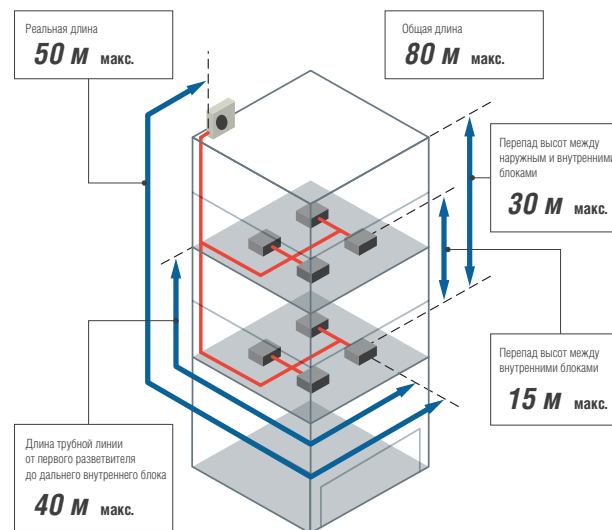 Реальная длина
50 м макс.
Общая длина
80 м макс.
Перепад высот между
наружным и внутренними
блоками
30 м макс.
Перепад высот между
внутренними блоками
15 м макс.
Длина трубной линии
от первого разветвителя
до дальнего внутреннего блока
40 м макс.